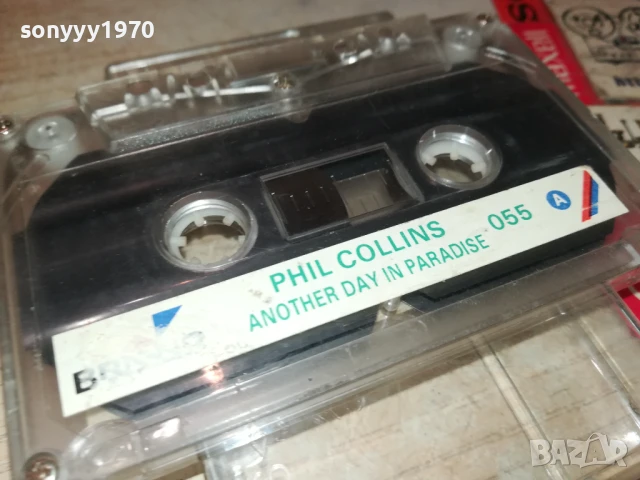 sonyyy1970
PHIL COLLINS 055 A
ANOTHER DAY IN PARADISE
BAZAR
bg